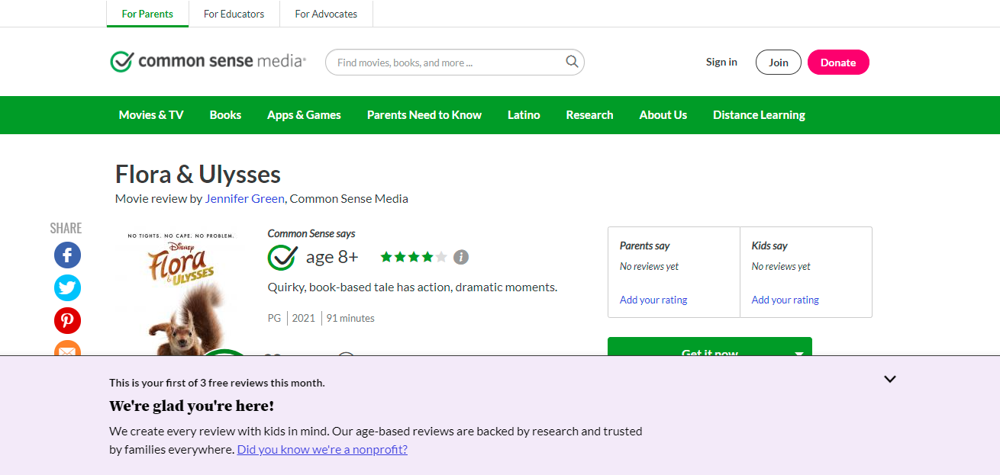 For Parents
For Educators
For Advocates
common sense media
Find movies, books, and more ...
Sign in
Join
Donate
Movies & TV
Books
Apps & Games
Parents Need to Know
Latino
Research
About Us
Distance Learning
Flora & Ulysses
Movie review by Jennifer Green, Common Sense Media
SHARE
NO TIGHTS. NO CAPE. NO PROBLEM.
Disney
Flora
& ULYSSES
Common Sense says
age 8+
Quirky, book-based tale has action, dramatic moments.
PG
2021
91 minutes
Parents say
No reviews yet
Add your rating
Kids say
No reviews yet
Add your rating
Get it now
This is your first of 3 free reviews this month.
We're glad you're here!
We create every review with kids in mind. Our age-based reviews are backed by research and trusted
by families everywhere. Did you know we're a nonprofit?